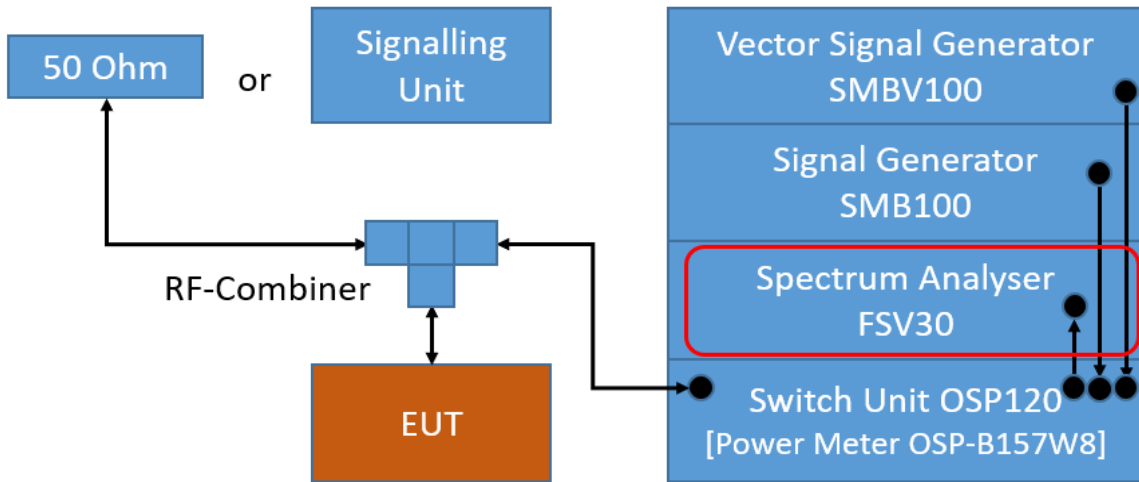 50 Ohm
or
Signalling
Unit
Vector Signal Generator
SMBV100
Signal Generator
SMB100
Spectrum Analyser
FSV30
RF-Combiner
EUT
Switch Unit OSP120
[Power Meter OSP-B157W8]